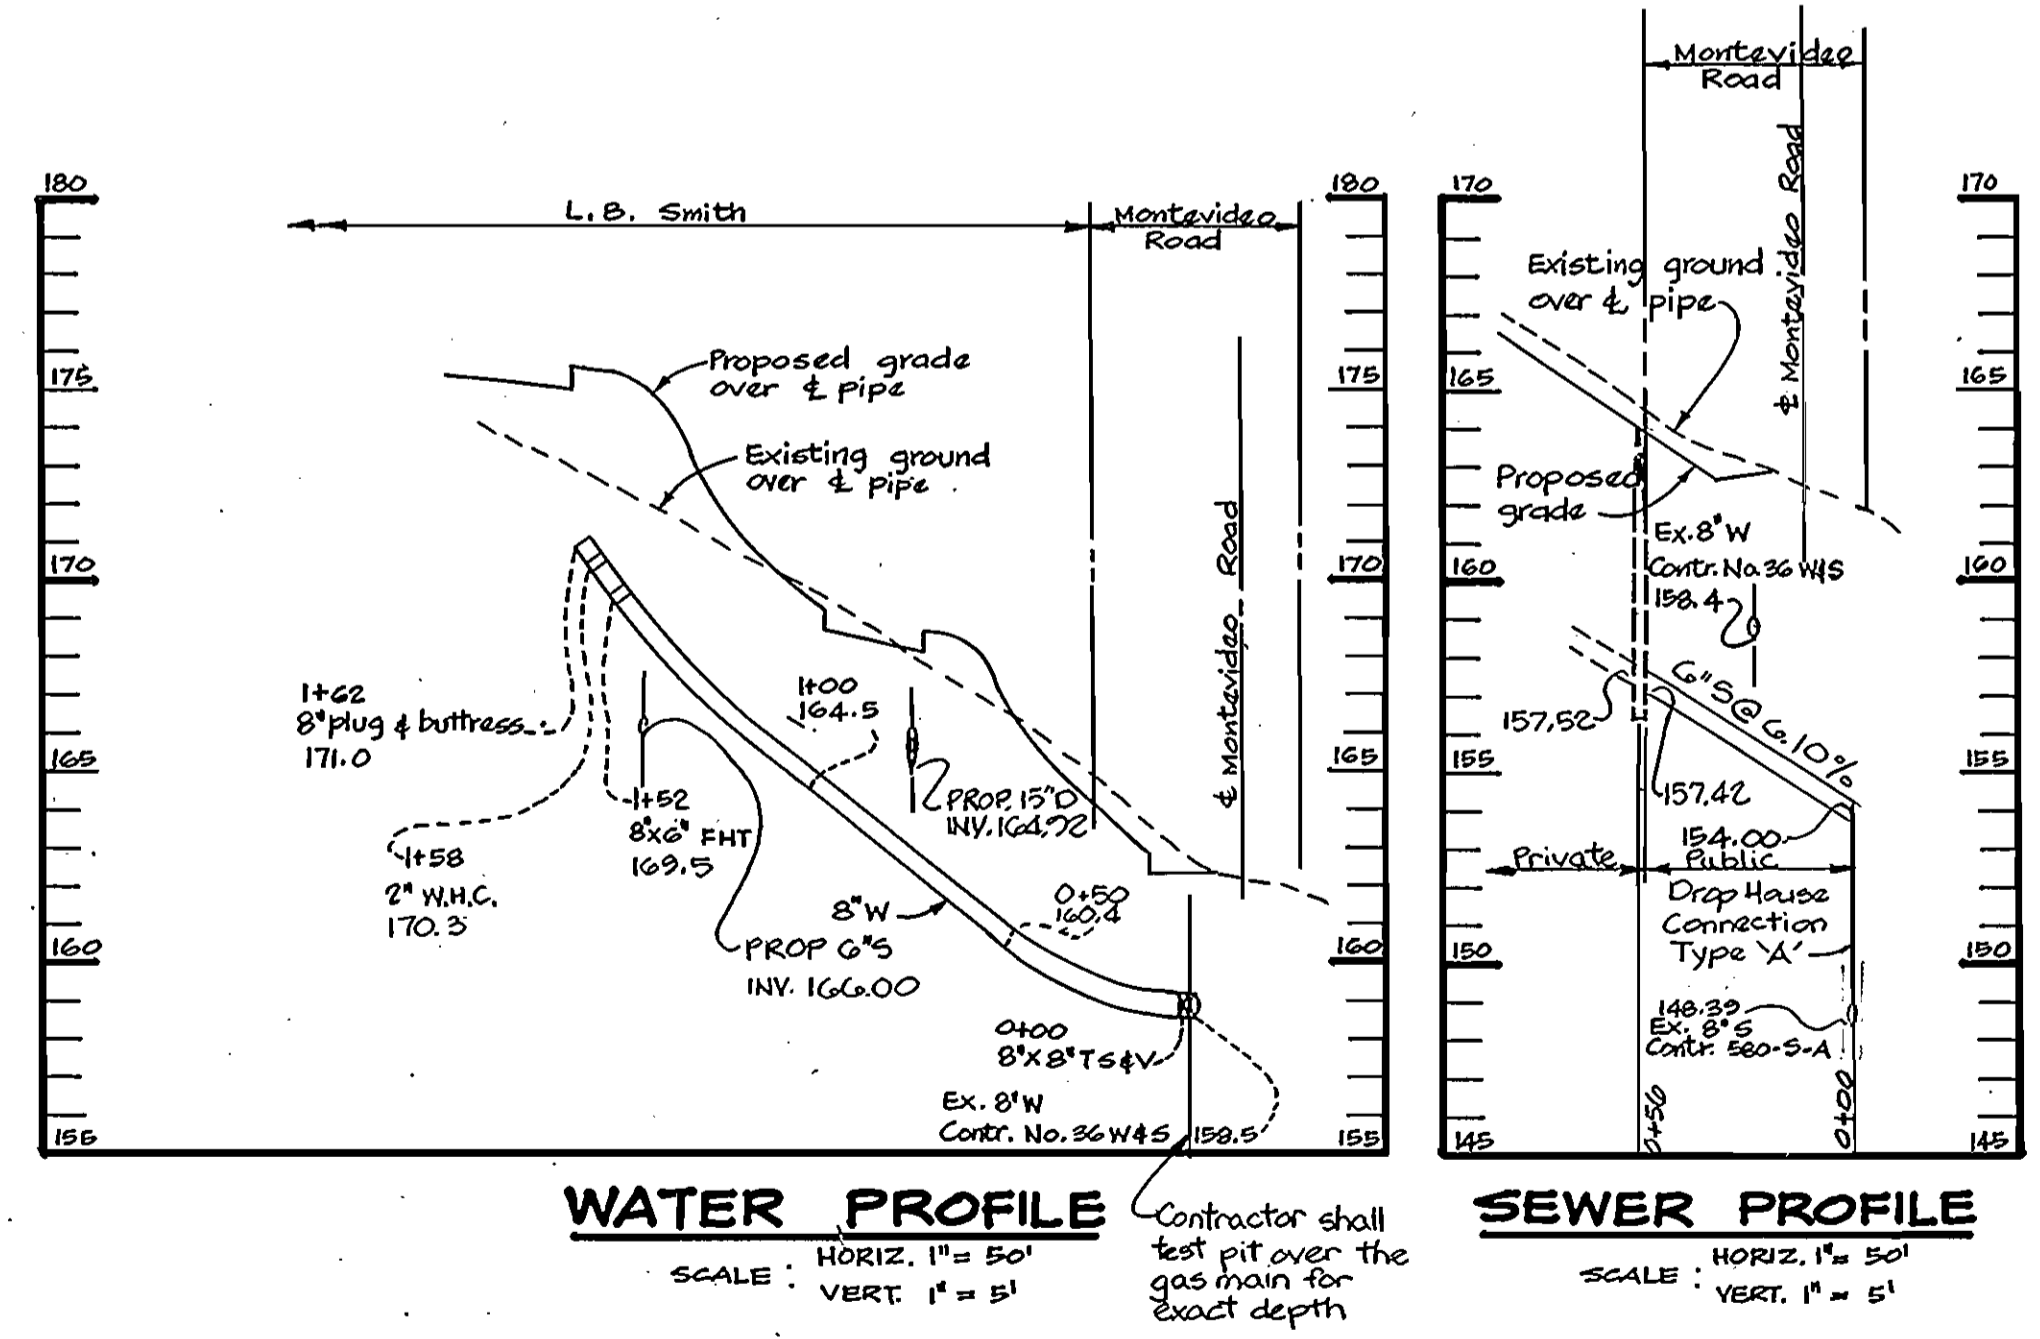 180
L.B. Smith
Montevideo
Road
180
175
Proposed grade
over ℄ pipe
175
Existing ground
over ℄ pipe
℄ Montevideo Road
170
170
1+62
8" plug & buttress
171.0
1+00
164.5
165
165
PROP. 15"D
INV. 164.92
1+52
8"x6" FHT
169.5
1+58
2" W.H.C.
170.3
8"W
0+50
160.4
160
160
PROP 6"S
INV. 166.00
0+00
8"X8" TS&V
Ex. 8"W
Contr. No. 36 W&S
158.5
155
155
WATER PROFILE
SCALE : HORIZ. 1" = 50'
VERT. 1" = 5'
Contractor shall
test pit over the
gas main for
exact depth
Montevideo
Road
℄ Montevideo Road
170
170
Existing ground
over ℄ pipe
165
165
Proposed
grade
Ex. 8"W
Contr. No. 36 W&S
158.4
160
160
6"S @ 6.10%
157.52
155
155
157.42
154.00
Private
Public
Drop House
Connection
Type 'A'
150
150
148.39
Ex. 8"S
Contr. 560-S-A
0+56
0+00
145
145
SEWER PROFILE
SCALE : HORIZ. 1" = 50'
VERT. 1" = 5'